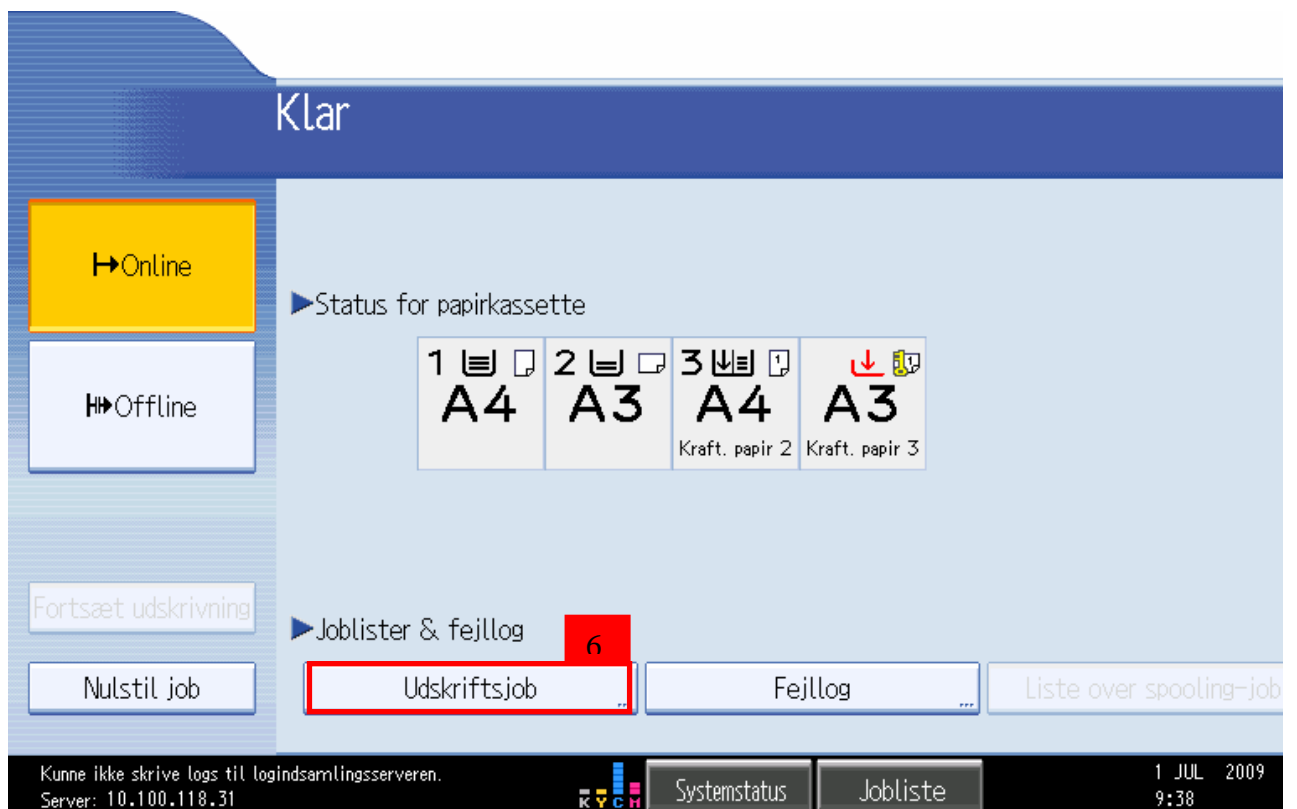 Klar
Online
Offline
Status for papirkassette
1 2 3
A4 A3 A4 A3
Kraft. papir 2 Kraft. papir 3
Fortsæt udskrivning
Nulstil job
Joblister & fejllog
6
Udskriftsjob Fejllog Liste over spooling-job
Kunne ikke skrive logs til logindsamlingsserveren.
Server: 10.100.118.31
K Y C M
Systemstatus Jobliste
1 JUL 2009
9:38